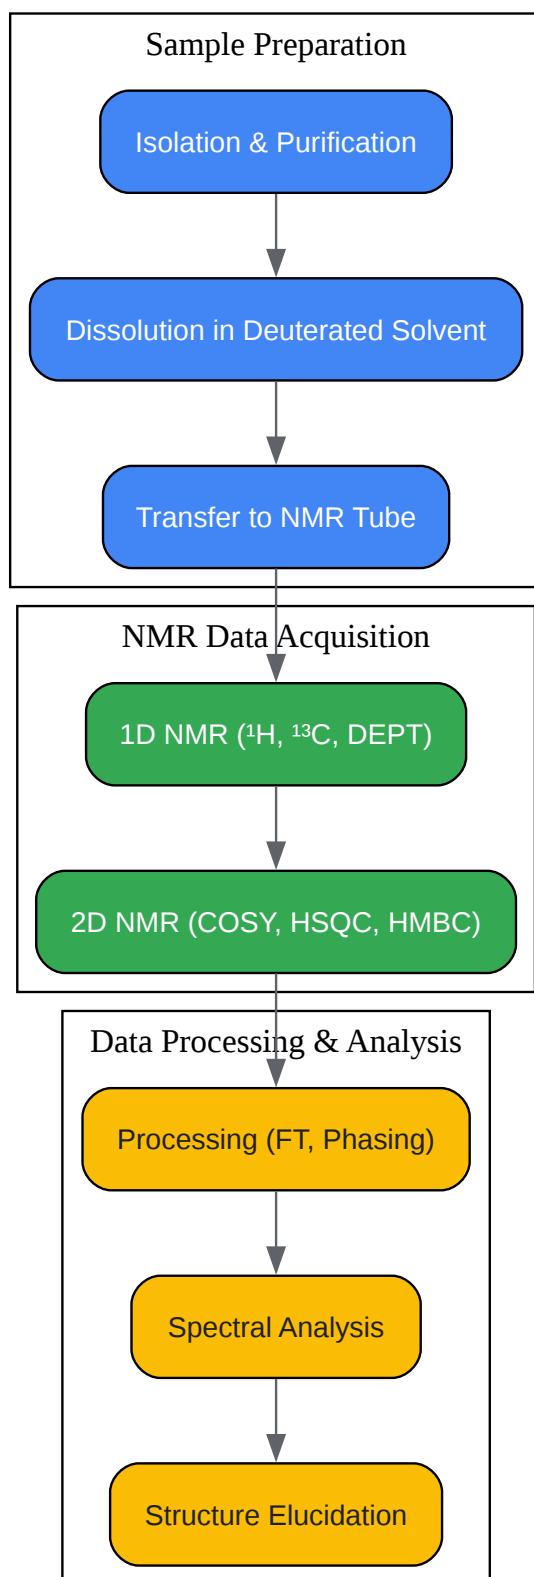 Sample Preparation
Isolation & Purification
Dissolution in Deuterated Solvent
Transfer to NMR Tube
NMR Data Acquisition
1D NMR (¹H, ¹³C, DEPT)
2D NMR (COSY, HSQC, HMBC)
Data Processing & Analysis
Processing (FT, Phasing)
Spectral Analysis
Structure Elucidation